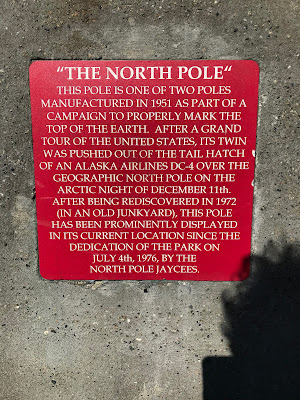 "THE NORTH POLE"
THIS POLE IS ONE OF TWO POLES
MANUFACTURED IN 1951 AS PART OF A
CAMPAIGN TO PROPERLY MARK THE
TOP OF THE EARTH. AFTER A GRAND
TOUR OF THE UNITED STATES, ITS TWIN
WAS PUSHED OUT OF THE TAIL HATCH
OF AN ALASKA AIRLINES DC-4 OVER THE
GEOGRAPHIC NORTH POLE ON THE
ARCTIC NIGHT OF DECEMBER 11th.
AFTER BEING REDISCOVERED IN 1972
(IN AN OLD JUNKYARD), THIS POLE
HAS BEEN PROMINENTLY DISPLAYED
IN ITS CURRENT LOCATION SINCE THE
DEDICATION OF THE PARK ON
JULY 4th, 1976, BY THE
NORTH POLE JAYCEES.